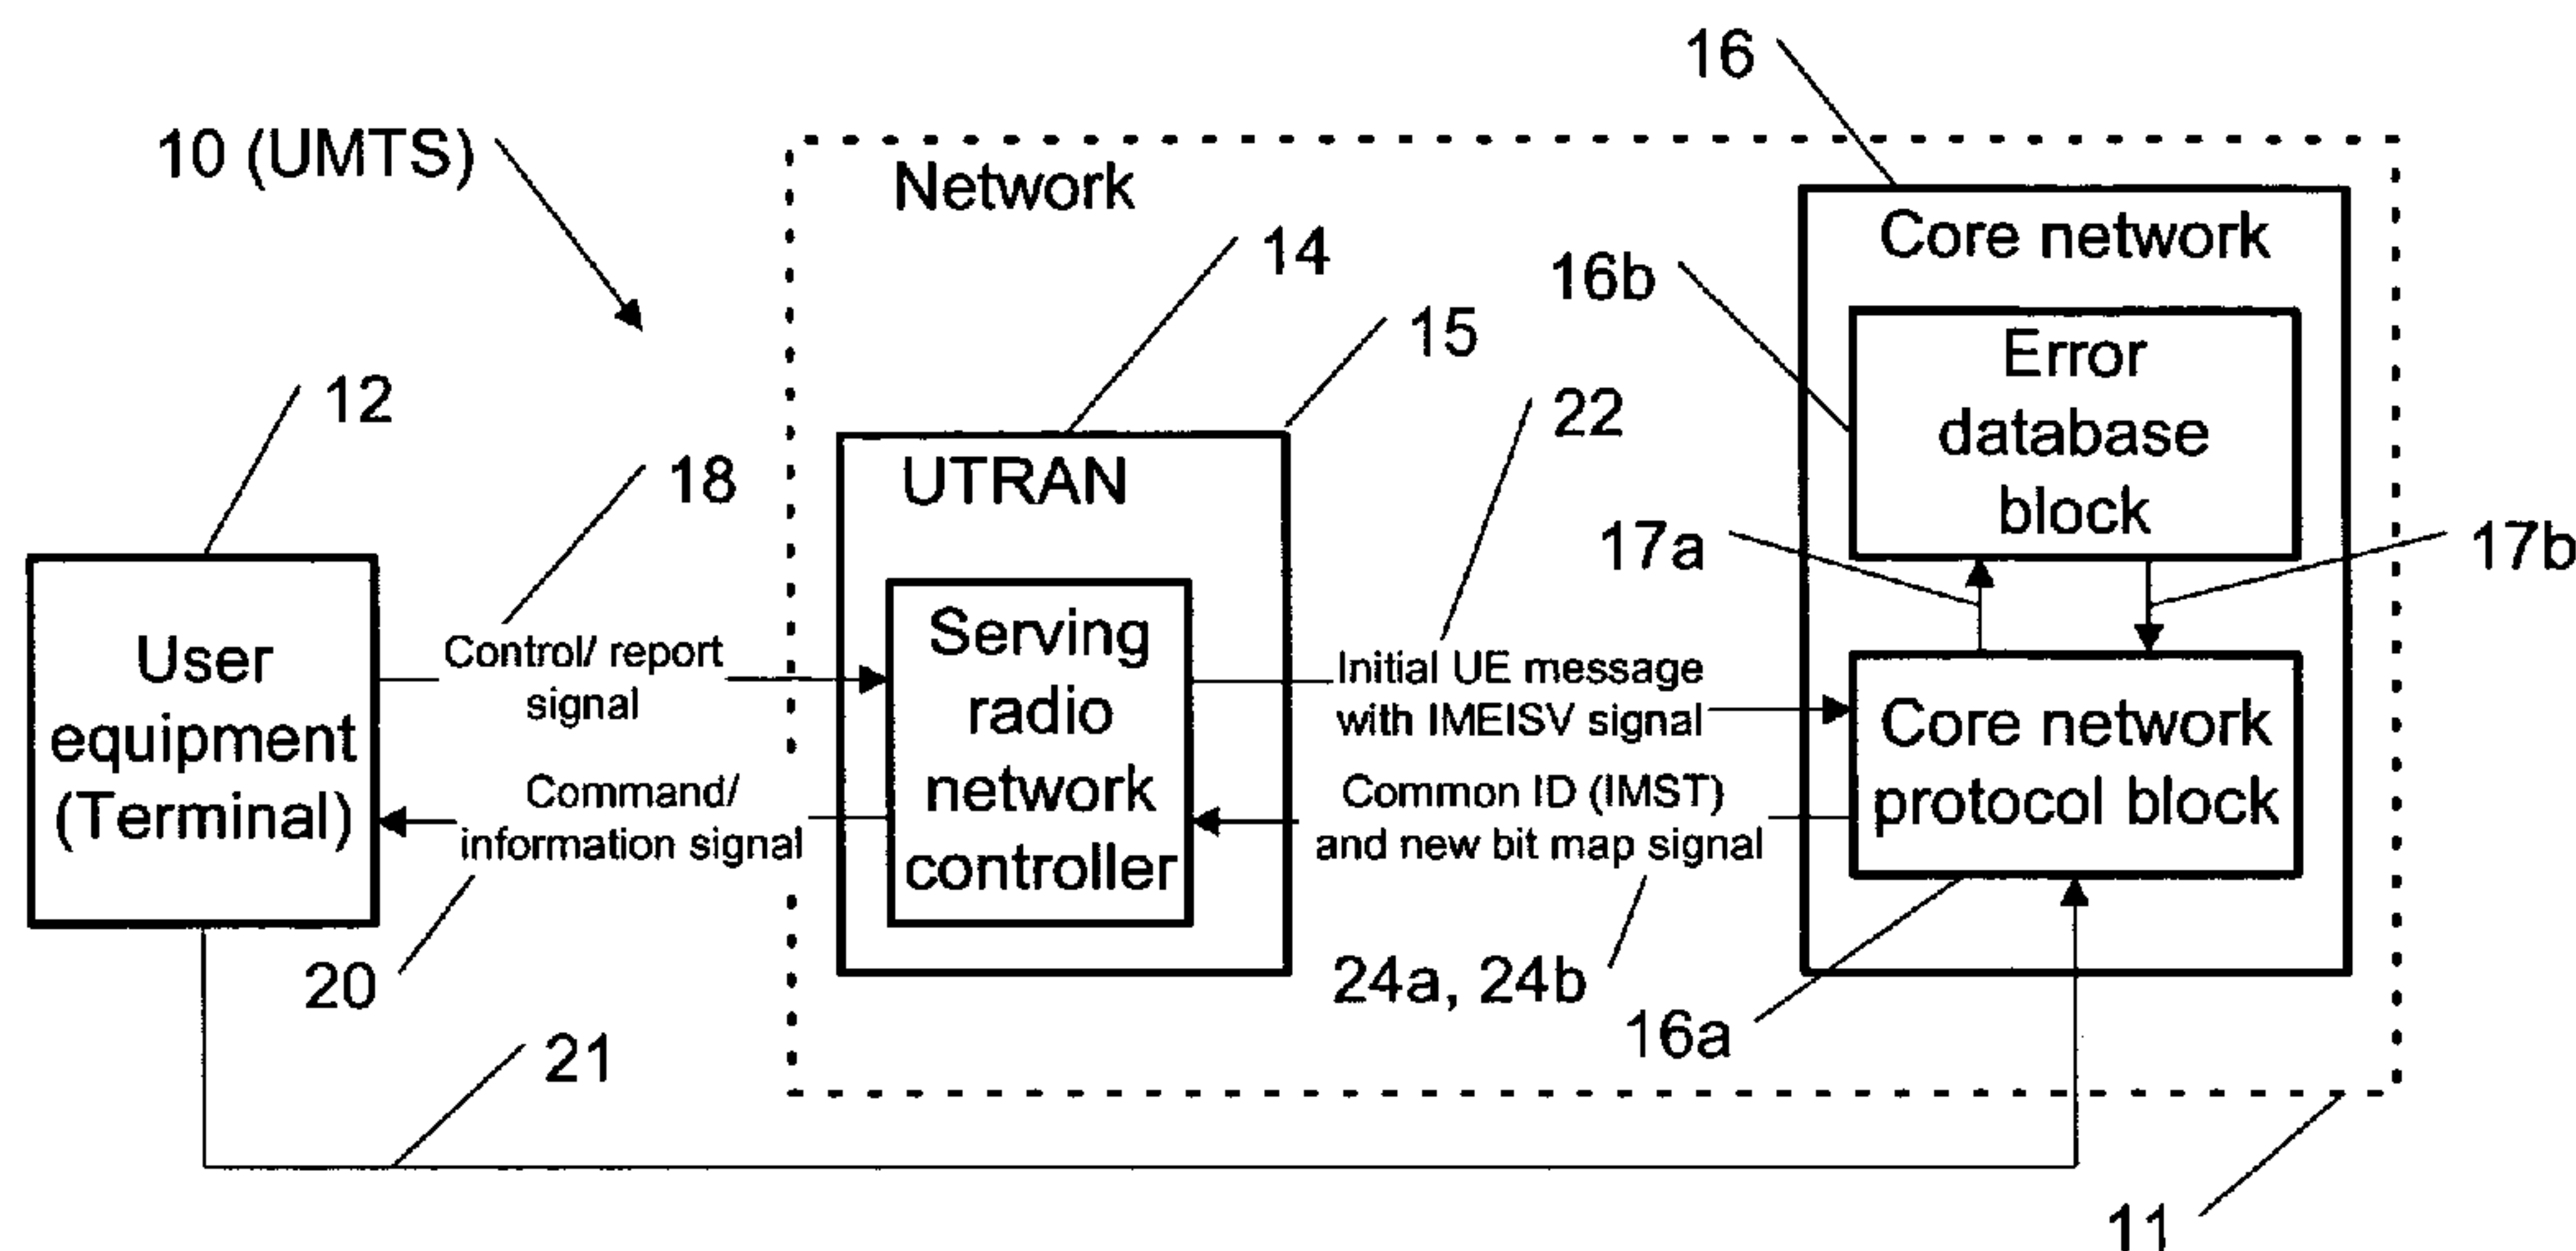 16
10 (UMTS)
Network
14
16b
Core network
15
Error
database
block
12
22
18
UTRAN
17a
17b
User
equipment
(Terminal)
Control/ report
signal
Serving
radio
network
controller
Initial UE message
with IMEISV signal
Core network
protocol block
Command/
information signal
Common ID (IMST)
and new bit map signal
20
24a, 24b
16a
21
11